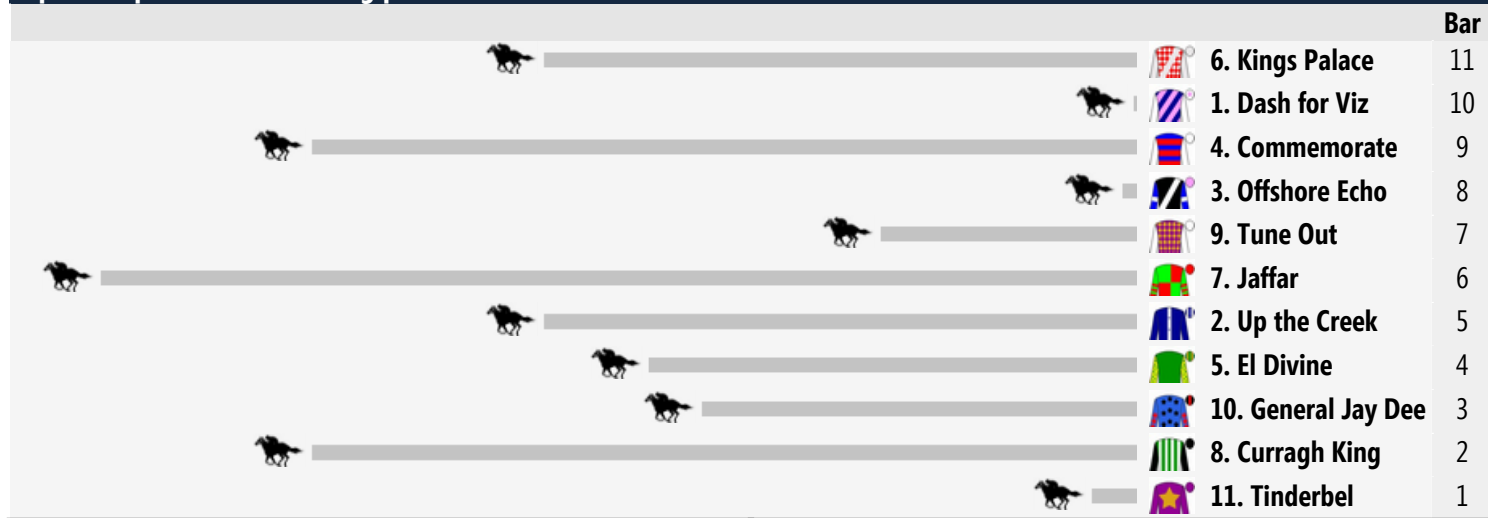 Bar
6. Kings Palace 11
1. Dash for Viz 10
4. Commemorate 9
3. Offshore Echo 8
9. Tune Out 7
7. Jaffar 6
2. Up the Creek 5
5. El Divine 4
10. General Jay Dee 3
8. Curragh King 2
11. Tinderbel 1